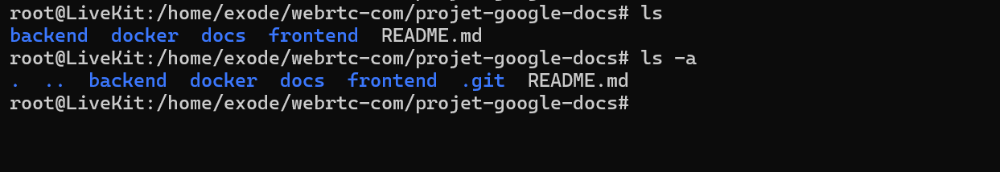 root@LiveKit:/home/exode/webrtc-com/projet-google-docs# ls
backend  docker  docs  frontend  README.md
root@LiveKit:/home/exode/webrtc-com/projet-google-docs# ls -a
.  ..  backend  docker  docs  frontend  .git  README.md
root@LiveKit:/home/exode/webrtc-com/projet-google-docs#